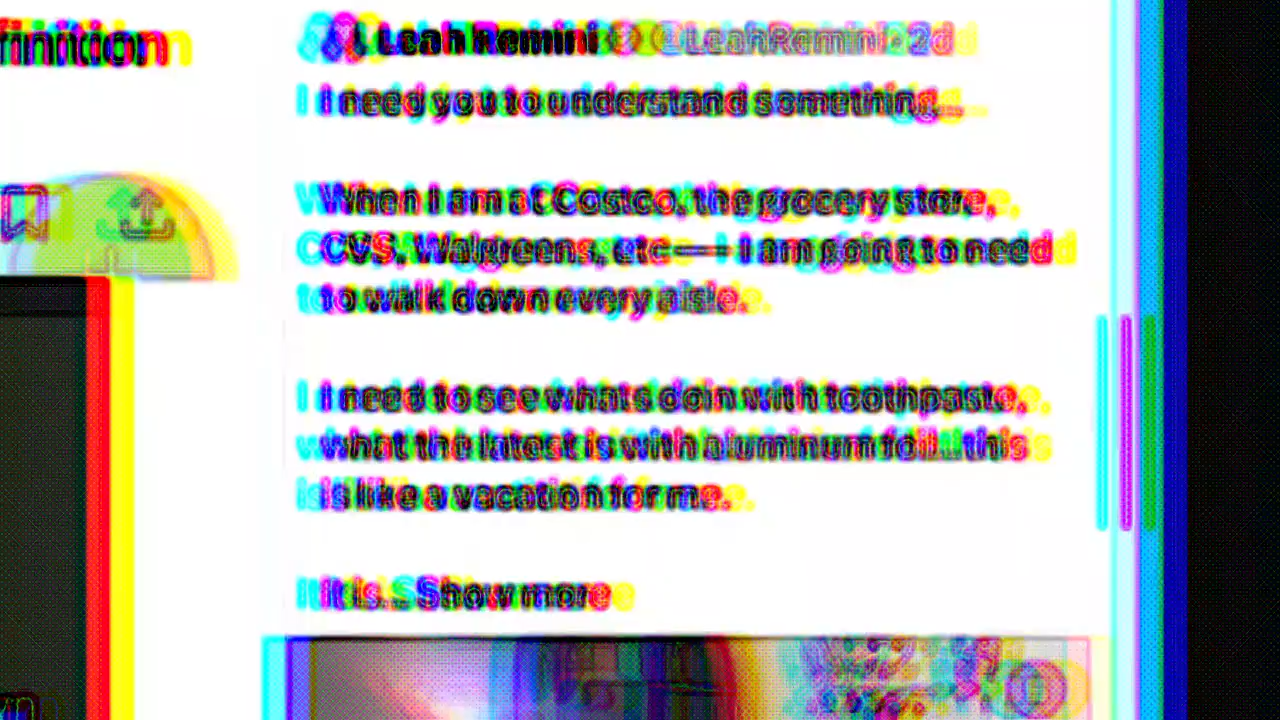 finition
Leah Remini @LeahRemini · 2d
I need you to understand something...
When I am at Costco, the grocery store,
CVS, Walgreens, etc — I am going to need
to walk down every aisle.
I need to see whats doin with toothpaste,
what the latest is with aluminum foil...this
is like a vacation for me.
It is. Show more